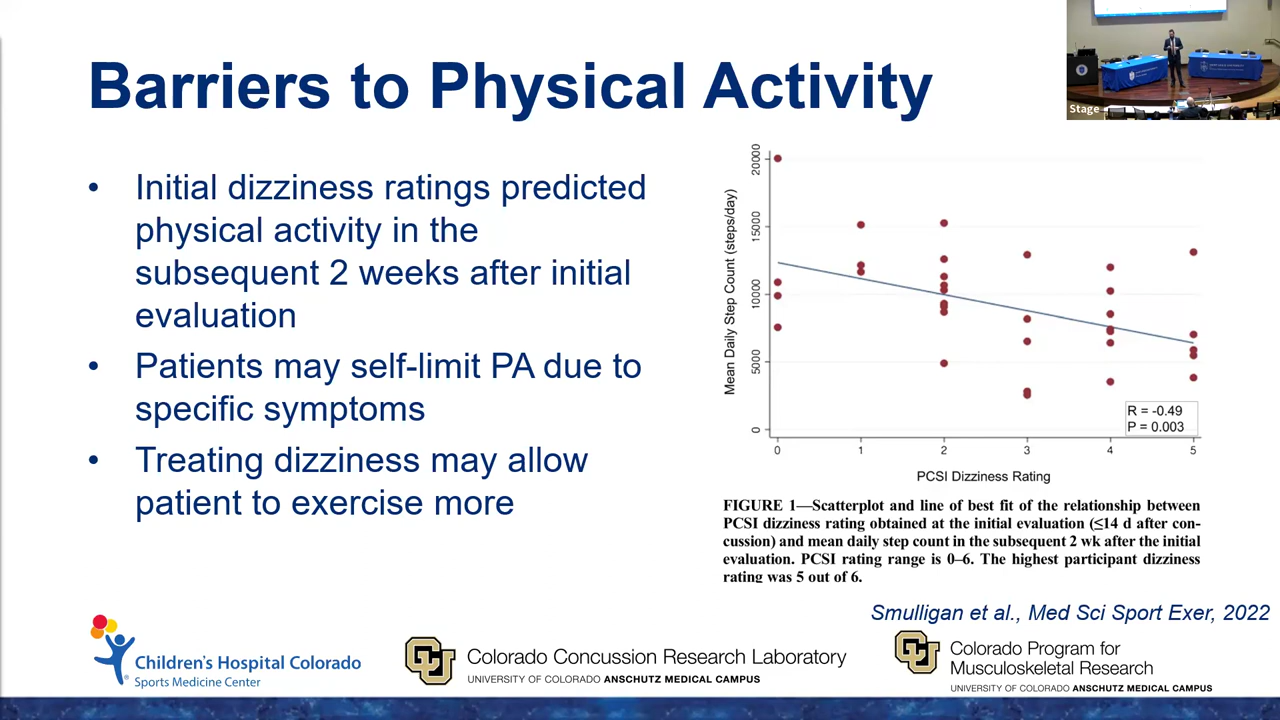 Barriers to Physical Activity
Stage
• Initial dizziness ratings predicted
physical activity in the
subsequent 2 weeks after initial
evaluation
• Patients may self-limit PA due to
specific symptoms
• Treating dizziness may allow
patient to exercise more
Mean Daily Step Count (steps/day)
20000
15000
10000
5000
0
R = -0.49
P = 0.003
0 1 2 3 4 5
PCSI Dizziness Rating
FIGURE 1—Scatterplot and line of best fit of the relationship between
PCSI dizziness rating obtained at the initial evaluation (≤14 d after con-
cussion) and mean daily step count in the subsequent 2 wk after the initial
evaluation. PCSI rating range is 0–6. The highest participant dizziness
rating was 5 out of 6.
Smulligan et al., Med Sci Sport Exer, 2022
Children's Hospital Colorado
Sports Medicine Center
CU
Colorado Concussion Research Laboratory
UNIVERSITY OF COLORADO ANSCHUTZ MEDICAL CAMPUS
CU
Colorado Program for
Musculoskeletal Research
UNIVERSITY OF COLORADO ANSCHUTZ MEDICAL CAMPUS